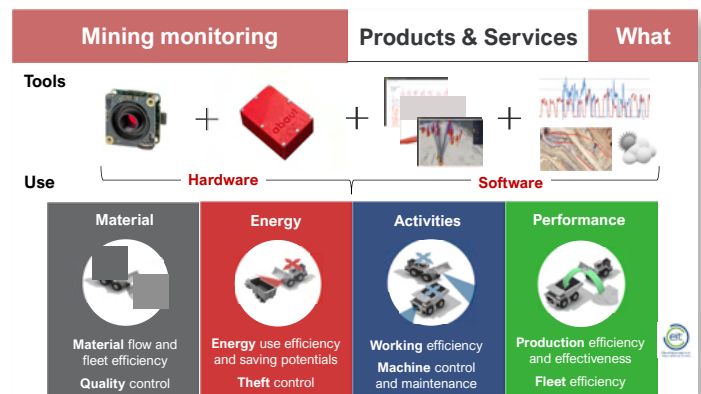 Mining monitoring
Products & Services
What
Tools
about
Use
Hardware
Software
Material
Energy
Activities
Performance
Material flow and
fleet efficiency
Quality control
Energy use efficiency
and saving potentials
Theft control
Working efficiency
Machine control
and maintenance
Production efficiency
and effectiveness
Fleet efficiency
eit